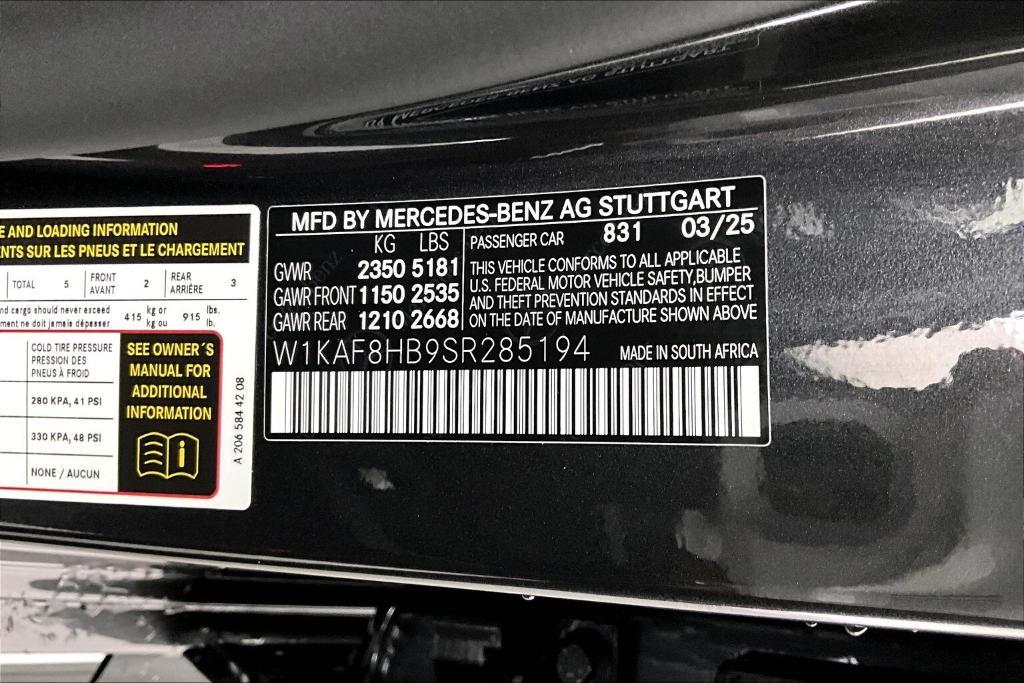 E AND LOADING INFORMATION
ENTS SUR LES PNEUS ET LE CHARGEMENT
TOTAL 5 FRONT AVANT 2 REAR ARRIÈRE 3
nd cargo should never exceed
ment ne doit jamais dépasser
415 kg or kg ou 915 lbs. lb.
COLD TIRE PRESSURE
PRESSION DES
PNEUS À FROID
280 KPA, 41 PSI
330 KPA, 48 PSI
NONE / AUCUN
SEE OWNER´S
MANUAL FOR
ADDITIONAL
INFORMATION
A 206 584 42 08
MFD BY MERCEDES-BENZ AG STUTTGART
KG LBS
GVWR 2350 5181
GAWR FRONT 1150 2535
GAWR REAR 1210 2668
PASSENGER CAR 831 03/25
THIS VEHICLE CONFORMS TO ALL APPLICABLE
U.S. FEDERAL MOTOR VEHICLE SAFETY,BUMPER
AND THEFT PREVENTION STANDARDS IN EFFECT
ON THE DATE OF MANUFACTURE SHOWN ABOVE
W1KAF8HB9SR285194 MADE IN SOUTH AFRICA